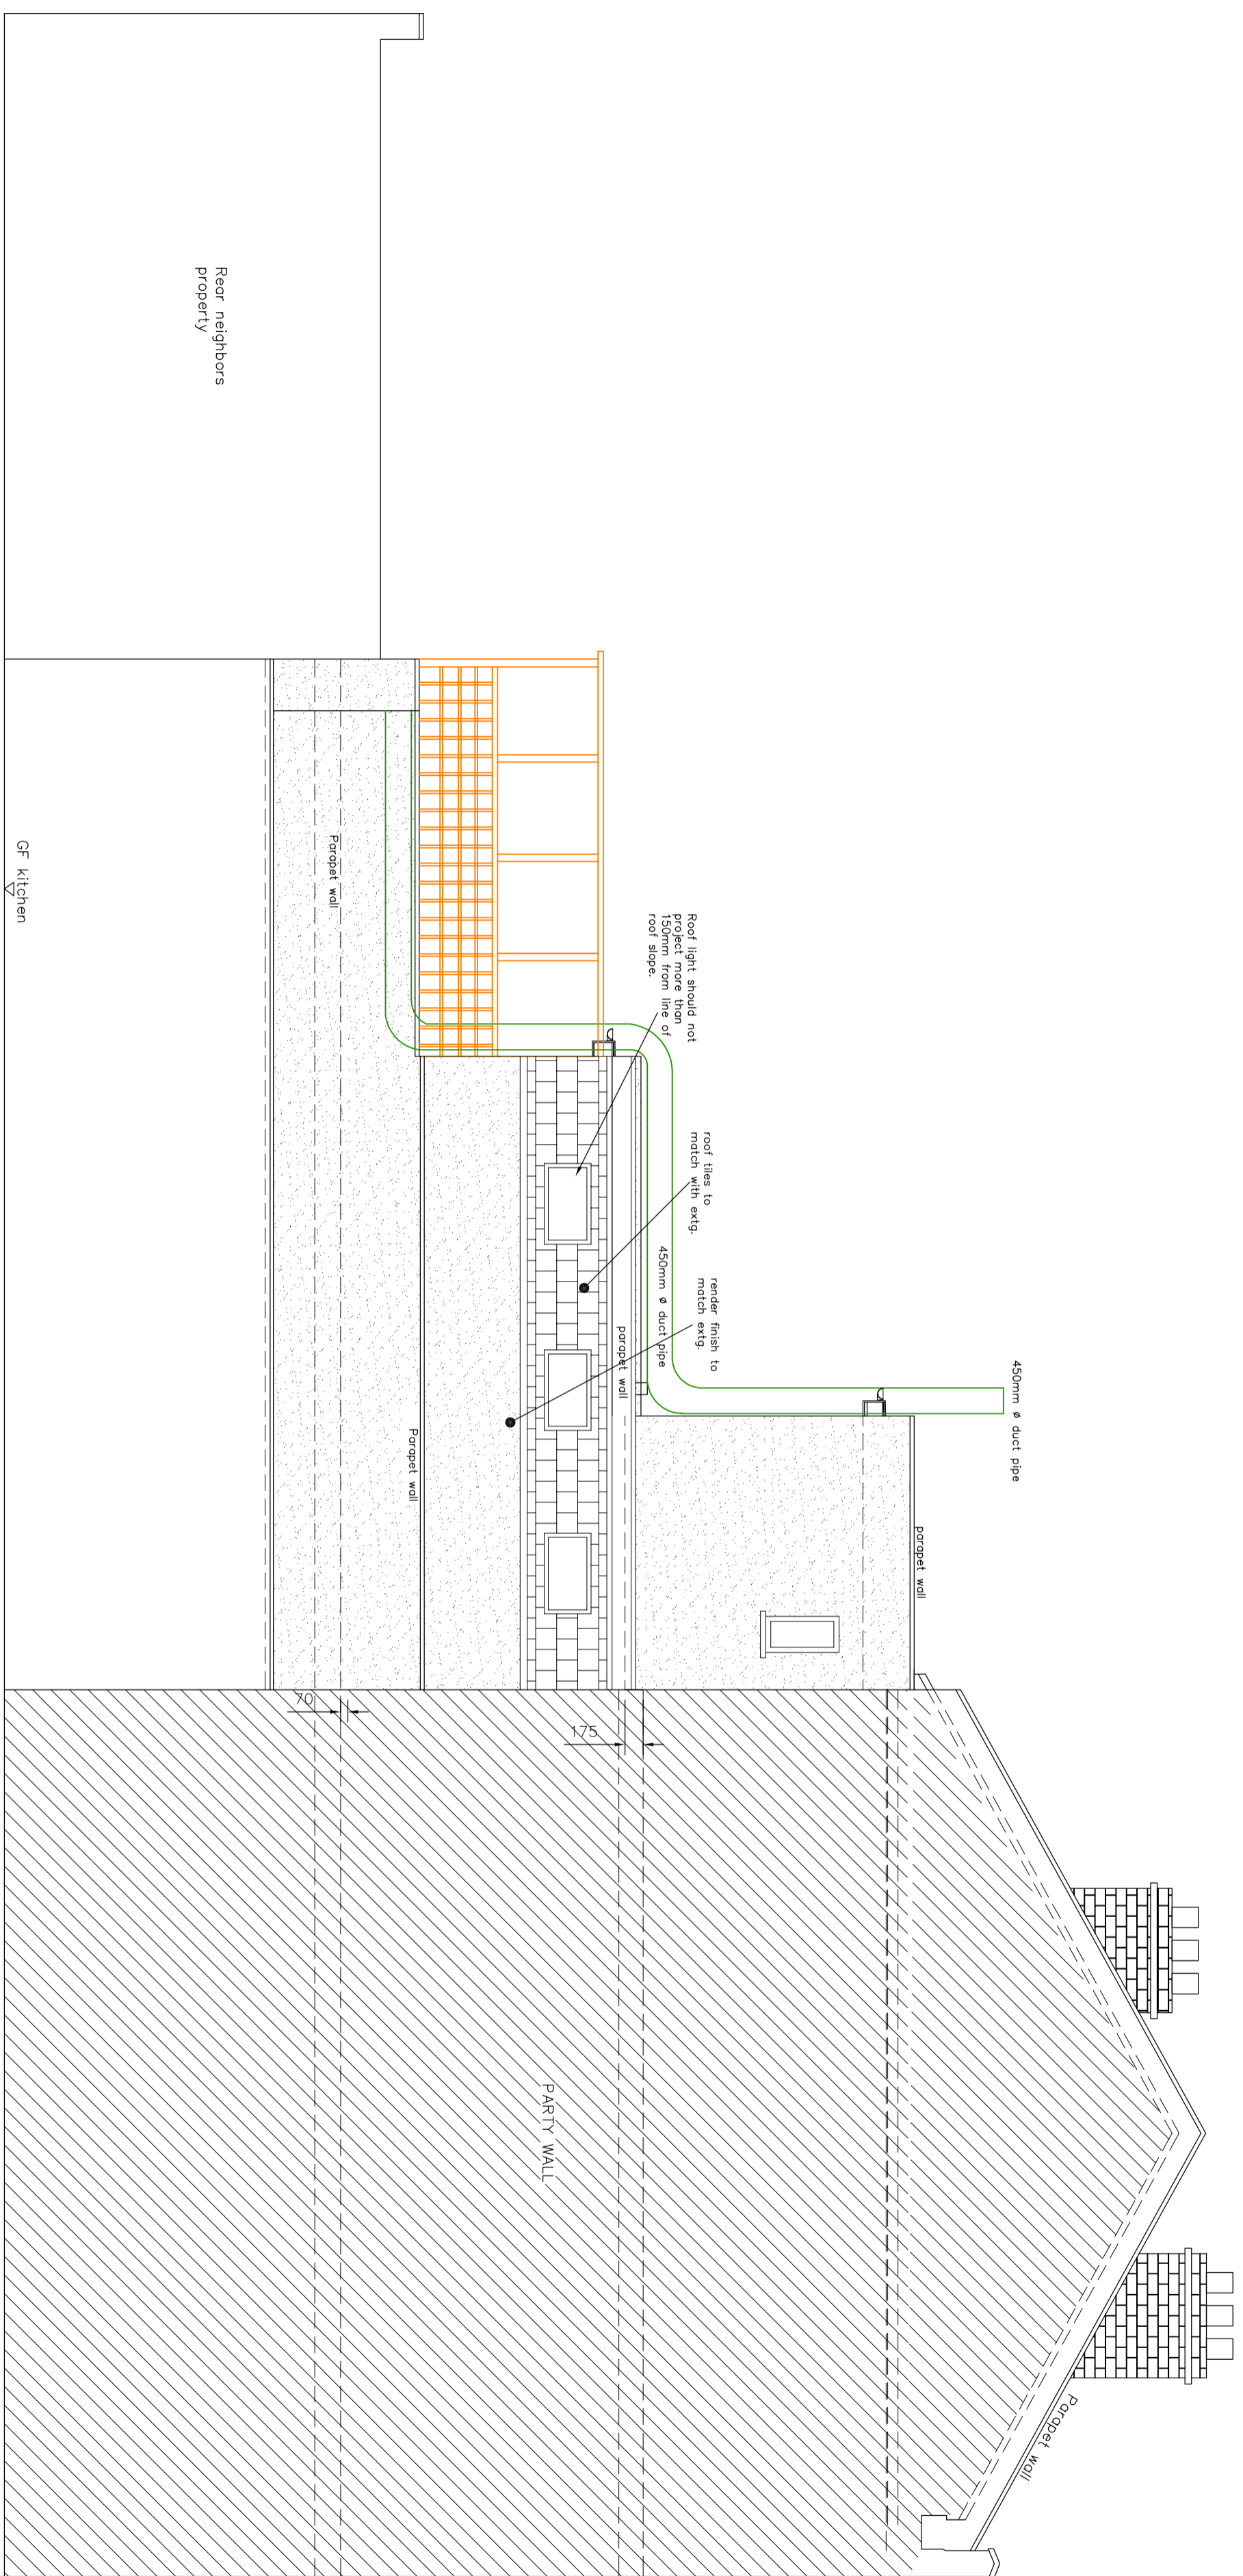 Rear neighbors
property
GF kitchen
Parapet wall
Roof light should not
project more than
150mm from line of
roof slope.
roof tiles to
match with extg.
render finish to
match extg.
450mm ø duct pipe
450mm ø duct pipe
parapet wall
Parapet wall
parapet wall
70
175
PARTY WALL
Parapet wall